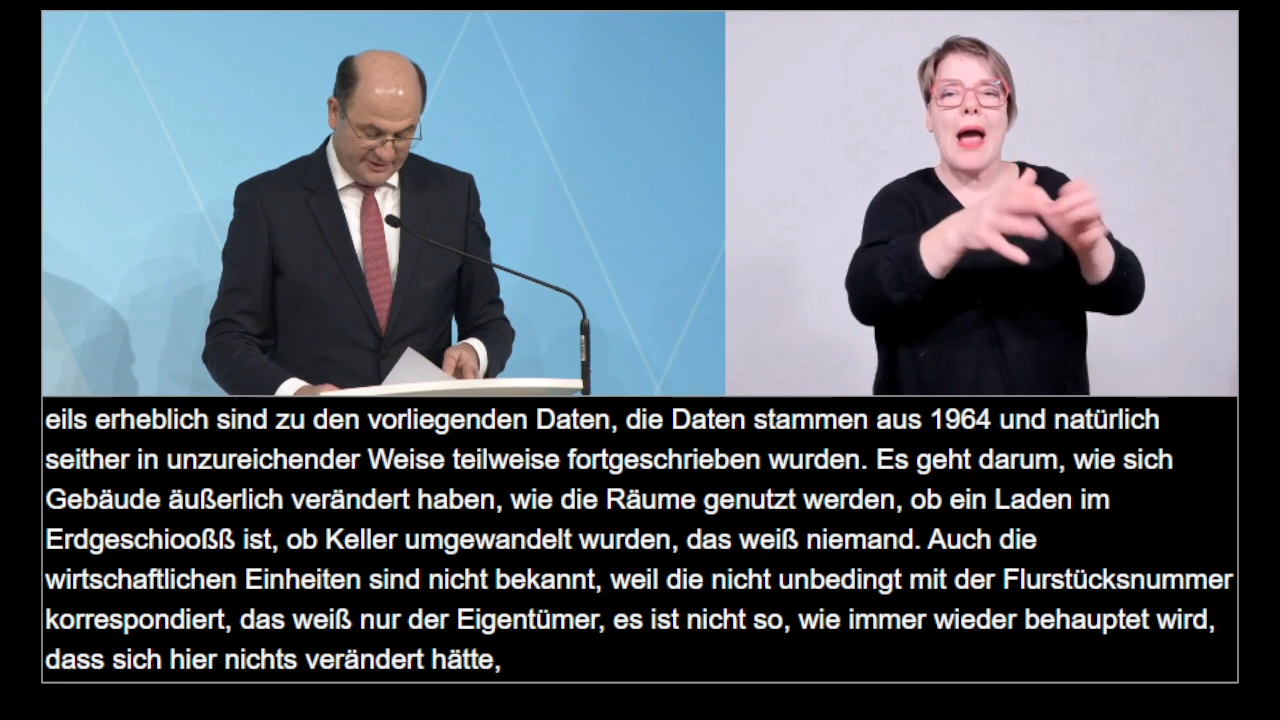 eils erheblich sind zu den vorliegenden Daten, die Daten stammen aus 1964 und natürlich
seither in unzureichender Weise teilweise fortgeschrieben wurden. Es geht darum, wie sich
Gebäude äußerlich verändert haben, wie die Räume genutzt werden, ob ein Laden im
Erdgeschiooßß ist, ob Keller umgewandelt wurden, das weiß niemand. Auch die
wirtschaftlichen Einheiten sind nicht bekannt, weil die nicht unbedingt mit der Flurstücksnummer
korrespondiert, das weiß nur der Eigentümer, es ist nicht so, wie immer wieder behauptet wird,
dass sich hier nichts verändert hätte,